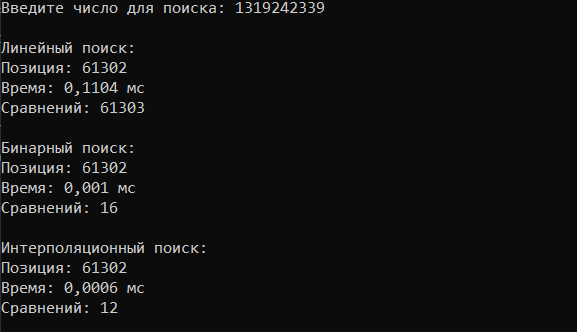 Введите число для поиска: 1319242339
Линейный поиск:
Позиция: 61302
Время: 0,1104 мс
Сравнений: 61303
Бинарный поиск:
Позиция: 61302
Время: 0,001 мс
Сравнений: 16
Интерполяционный поиск:
Позиция: 61302
Время: 0,0006 мс
Сравнений: 12